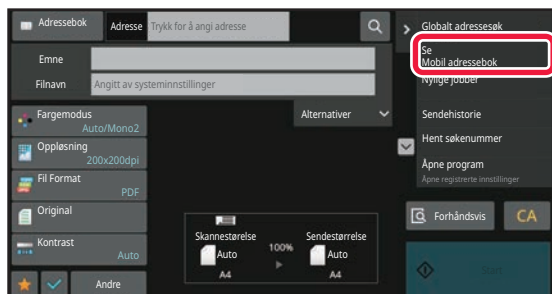 Adressebok
Adresse
Trykk for å angi adresse
Globalt adressesøk
Se
Mobil adressebok
Nylige jobber
Emne
Filnavn
Angitt av systeminnstillinger
Fargemodus
Auto/Mono2
Alternativer
Sendehistorie
Oppløsning
200x200dpi
Hent søkenummer
Fil Format
PDF
Åpne program
Åpne registrerte innstillinger
Original
Forhåndsvis
CA
Skannestørelse
Auto
A4
100%
Sendestørrelse
Auto
A4
Kontrast
Auto
Andre
Start